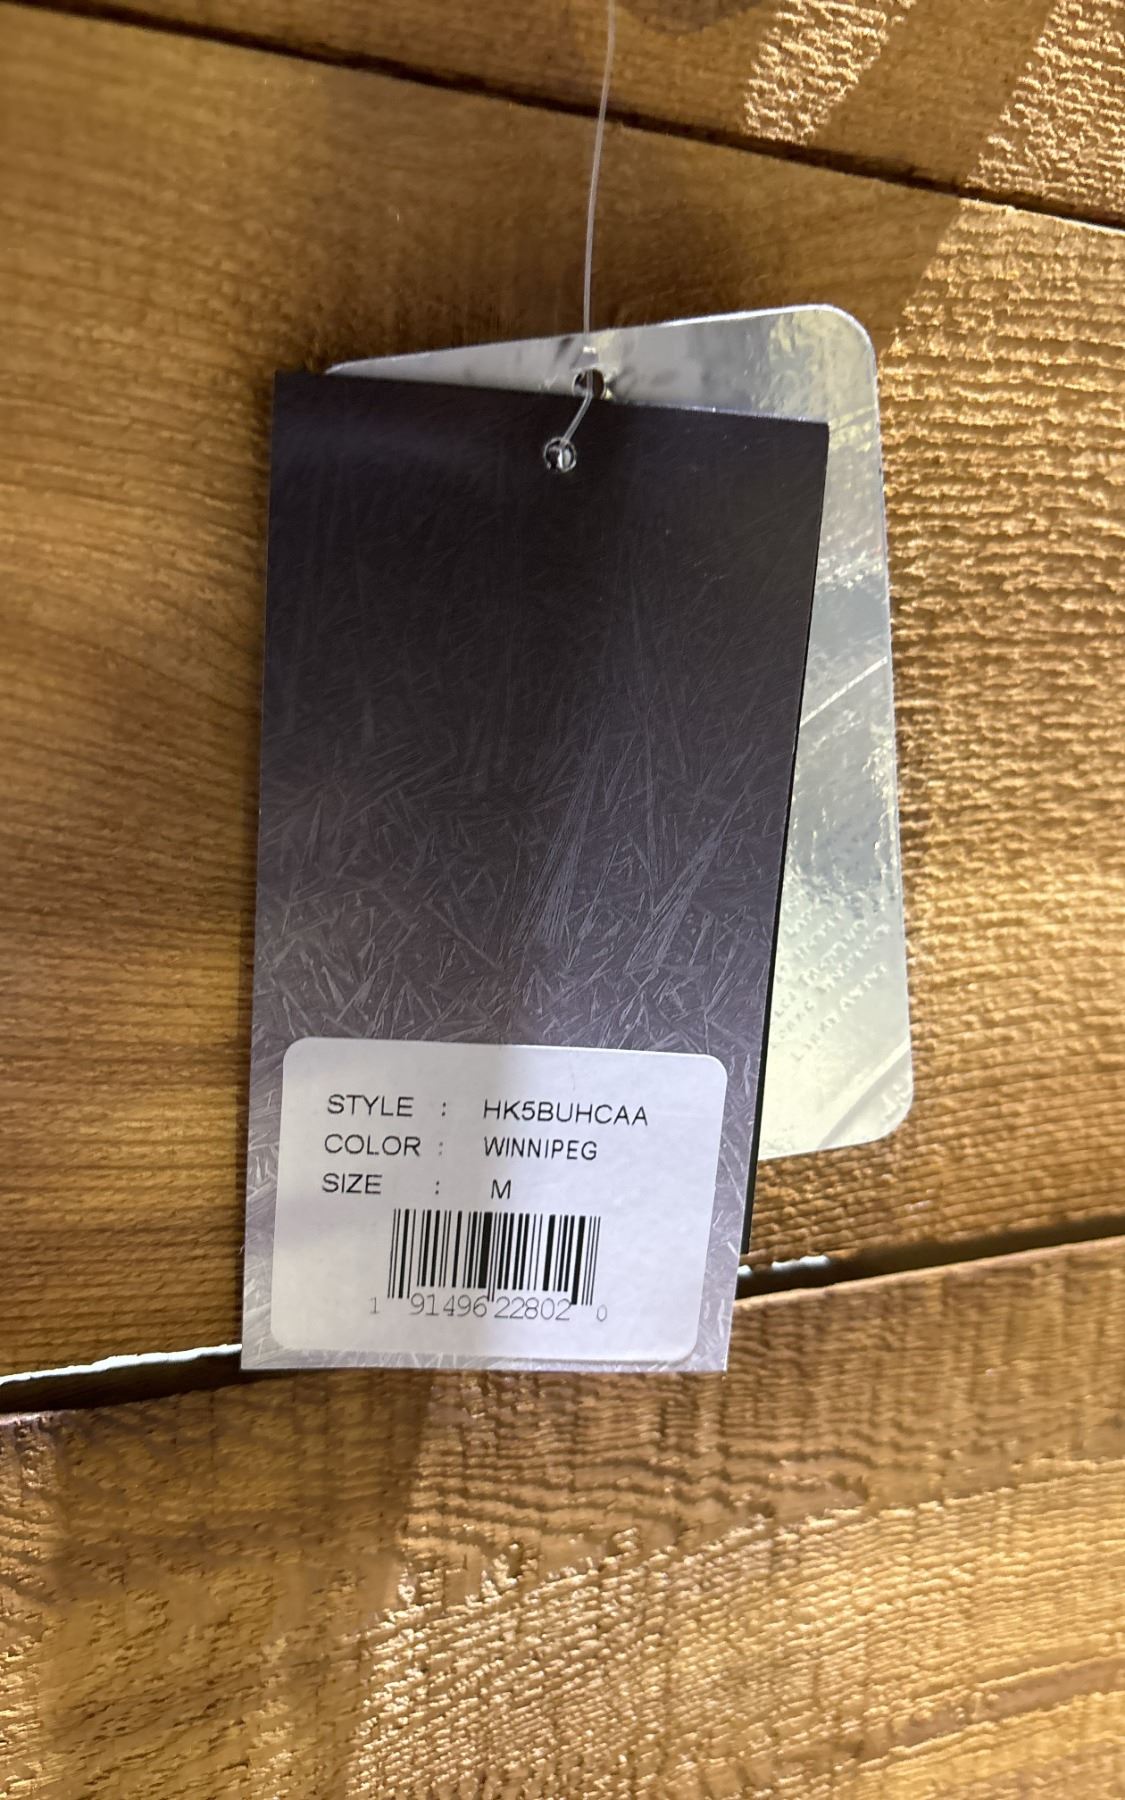 STYLE : HK5BUHCAA
COLOR : WINNIPEG
SIZE : M
1 91496 22802 0